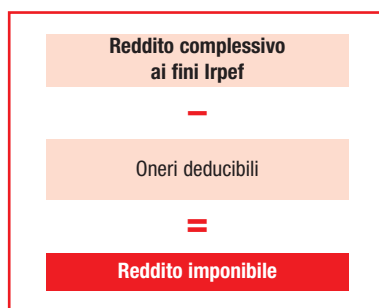 Reddito complessivo
ai fini Irpef
–
Oneri deducibili
=
Reddito imponibile